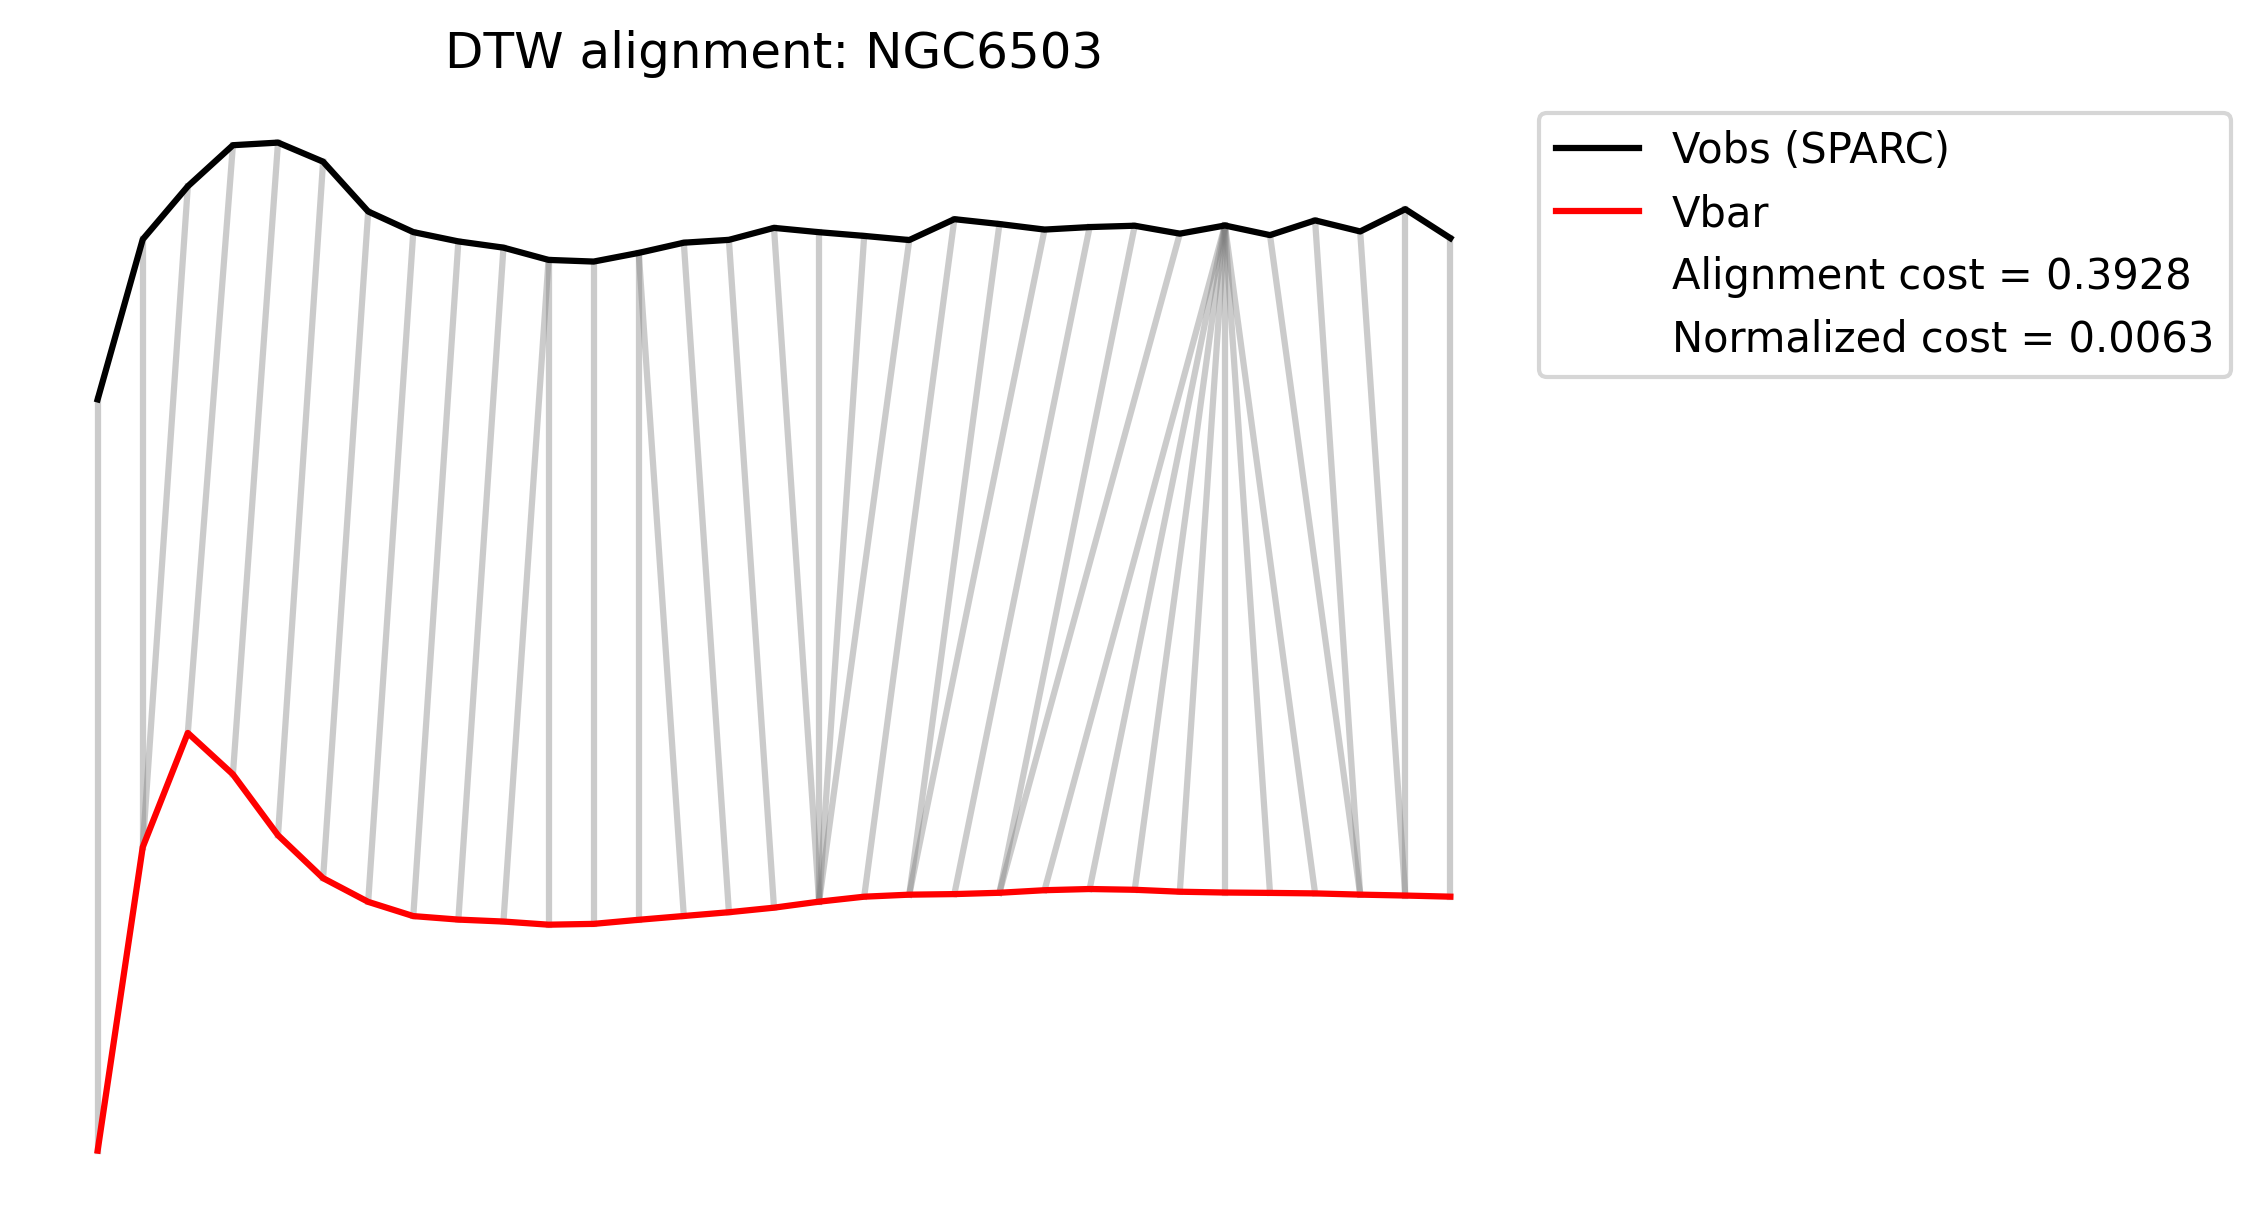 DTW alignment: NGC6503
Vobs (SPARC)
Vbar
Alignment cost = 0.3928
Normalized cost = 0.0063